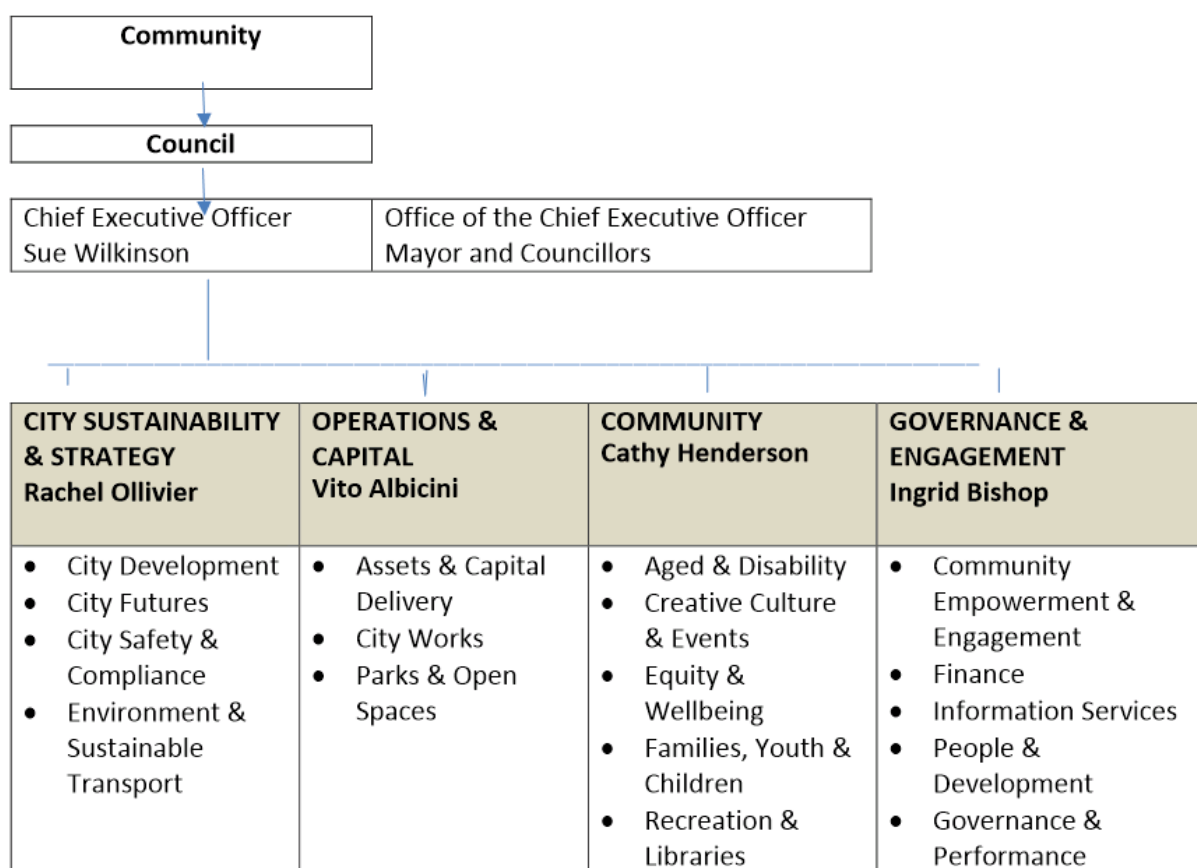 Community
Council
Chief Executive Officer
Sue Wilkinson
Office of the Chief Executive Officer
Mayor and Councillors
CITY SUSTAINABILITY
& STRATEGY
Rachel Ollivier
OPERATIONS &
CAPITAL
Vito Albicini
COMMUNITY
Cathy Henderson
GOVERNANCE &
ENGAGEMENT
Ingrid Bishop
• City Development
• City Futures
• City Safety &
Compliance
• Environment &
Sustainable
Transport
• Assets & Capital
Delivery
• City Works
• Parks & Open
Spaces
• Aged & Disability
• Creative Culture
& Events
• Equity &
Wellbeing
• Families, Youth &
Children
• Recreation &
Libraries
• Community
Empowerment &
Engagement
• Finance
• Information Services
• People &
Development
• Governance &
Performance